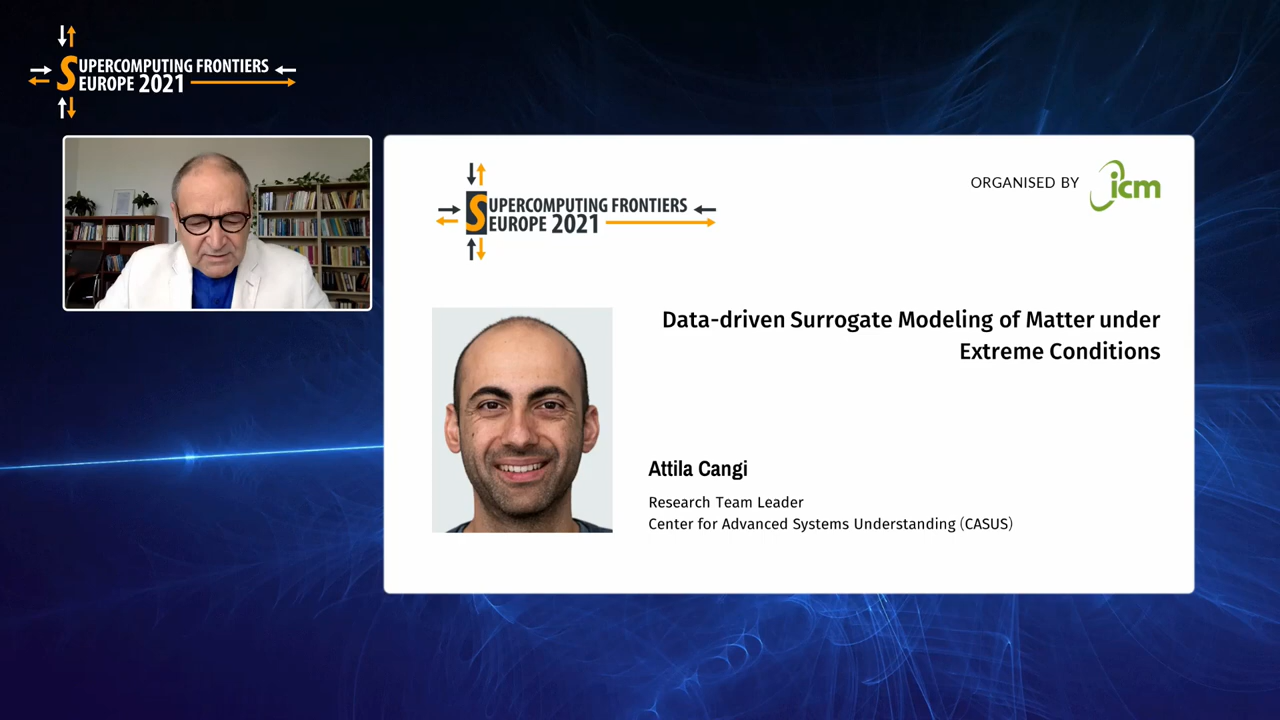 SUPERCOMPUTING FRONTIERS
EUROPE 2021
SUPERCOMPUTING FRONTIERS
EUROPE 2021
ORGANISED BY icm
Data-driven Surrogate Modeling of Matter under
Extreme Conditions
Attila Cangi
Research Team Leader
Center for Advanced Systems Understanding (CASUS)